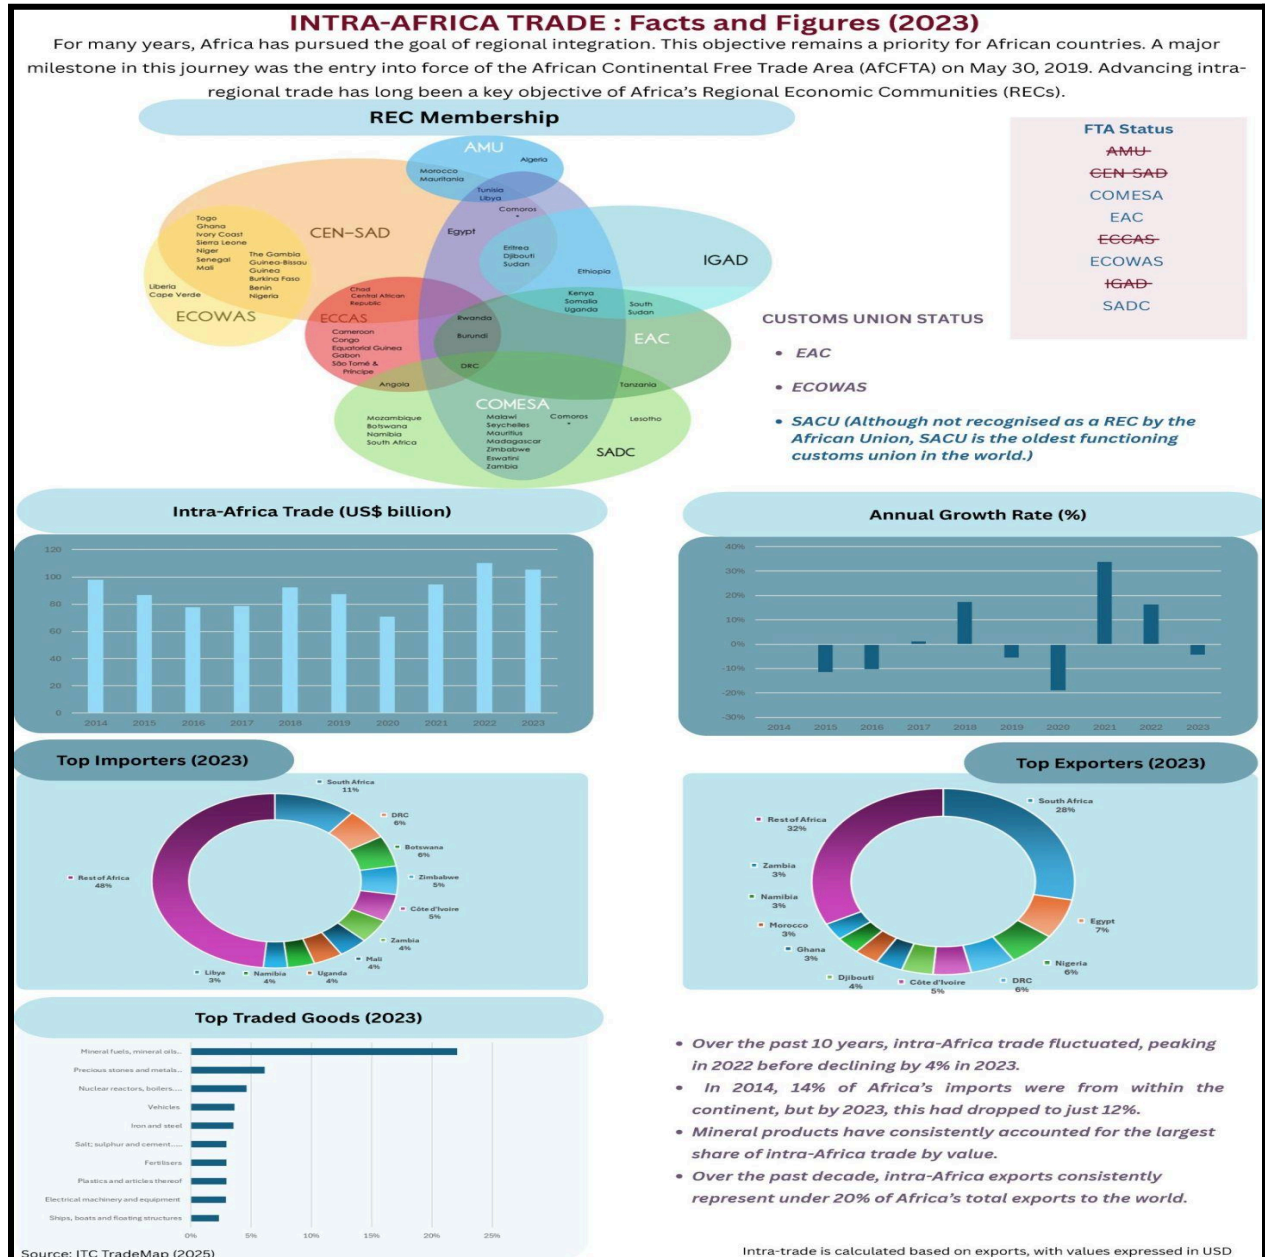 INTRA-AFRICA TRADE : Facts and Figures (2023)
For many years, Africa has pursued the goal of regional integration. This objective remains a priority for African countries. A major
milestone in this journey was the entry into force of the African Continental Free Trade Area (AfCFTA) on May 30, 2019. Advancing intra-
regional trade has long been a key objective of Africa's Regional Economic Communities (RECs).
REC Membership
AMU
Algeria
Morocco
Mauritania
Tunisia
Libya
Comoros
*
Egypt
CEN-SAD
Togo
Ghana
Ivory Coast
Sierra Leone
Niger
Senegal
Mali
The Gambia
Guinea-Bissau
Guinea
Burkina Faso
Benin
Nigeria
Liberia
Cape Verde
ECOWAS
Eritrea
Djibouti
Sudan
Ethiopia
IGAD
Kenya
Somalia
Uganda
South
Sudan
Chad
Central African
Republic
ECCAS
Cameroon
Congo
Equatorial Guinea
Gabon
São Tomé &
Príncipe
Rwanda
Burundi
DRC
EAC
Angola
Tanzania
COMESA
Mozambique
Botswana
Namibia
South Africa
Malawi
Seychelles
Mauritius
Madagascar
Zimbabwe
Eswatini
Zambia
Comoros
*
Lesotho
SADC
FTA Status
AMU
CEN-SAD
COMESA
EAC
ECCAS
ECOWAS
IGAD
SADC
CUSTOMS UNION STATUS
• EAC
• ECOWAS
• SACU (Although not recognised as a REC by the
African Union, SACU is the oldest functioning
customs union in the world.)
Intra-Africa Trade (US$ billion)
120
100
80
60
40
20
0
2014 2015 2016 2017 2018 2019 2020 2021 2022 2023
Annual Growth Rate (%)
40%
30%
20%
10%
0%
-10%
-20%
-30%
2014 2015 2016 2017 2018 2019 2020 2021 2022 2023
Top Importers (2023)
South Africa
11%
DRC
6%
Botswana
6%
Zimbabwe
5%
Côte d'Ivoire
5%
Zambia
4%
Mali
4%
Uganda
4%
Namibia
4%
Libya
3%
Rest of Africa
48%
Top Exporters (2023)
South Africa
28%
Egypt
7%
Nigeria
6%
DRC
6%
Côte d'Ivoire
5%
Djibouti
4%
Ghana
3%
Morocco
3%
Namibia
3%
Zambia
3%
Rest of Africa
32%
Top Traded Goods (2023)
Mineral fuels, mineral oils...
Precious stones and metals...
Nuclear reactors, boilers.....
Vehicles
Iron and steel
Salt; sulphur and cement.....
Fertilisers
Plastics and articles thereof
Electrical machinery and equipment
Ships, boats and floating structures
0% 5% 10% 15% 20% 25%
Source: ITC TradeMap (2025)
• Over the past 10 years, intra-Africa trade fluctuated, peaking
in 2022 before declining by 4% in 2023.
• In 2014, 14% of Africa's imports were from within the
continent, but by 2023, this had dropped to just 12%.
• Mineral products have consistently accounted for the largest
share of intra-Africa trade by value.
• Over the past decade, intra-Africa exports consistently
represent under 20% of Africa's total exports to the world.
Intra-trade is calculated based on exports, with values expressed in USD